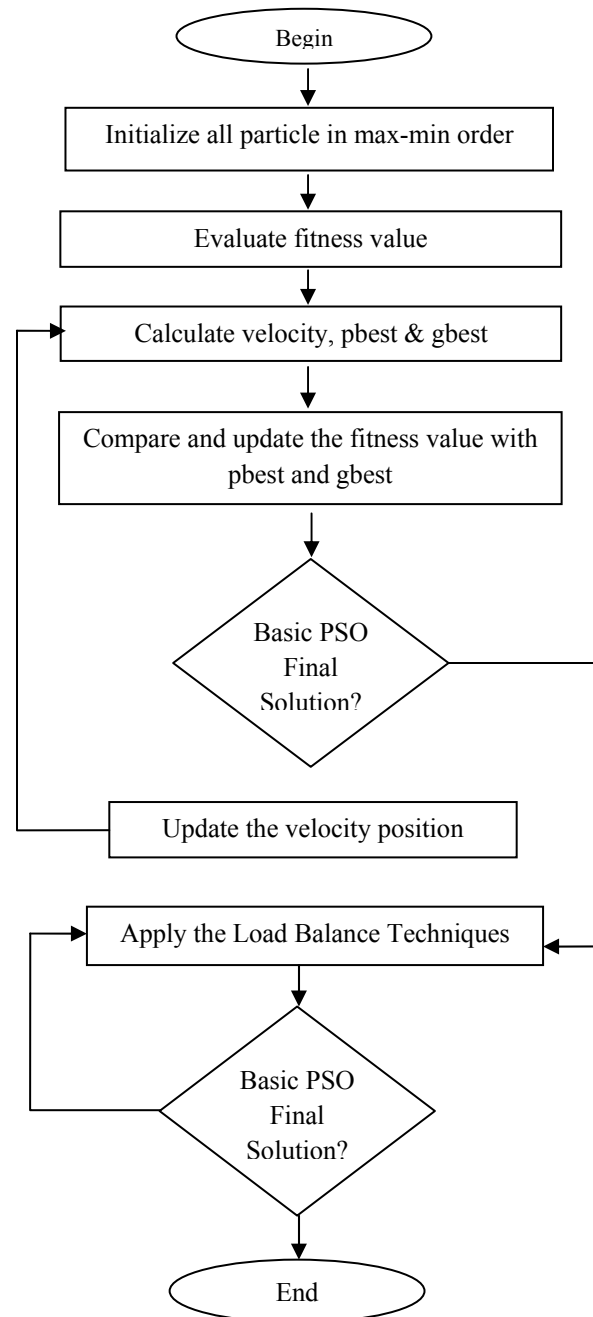 Begin
Initialize all particle in max-min order
Evaluate fitness value
Calculate velocity, pbest & gbest
Compare and update the fitness value with
pbest and gbest
Basic PSO
Final
Solution?
Update the velocity position
Apply the Load Balance Techniques
Basic PSO
Final
Solution?
End